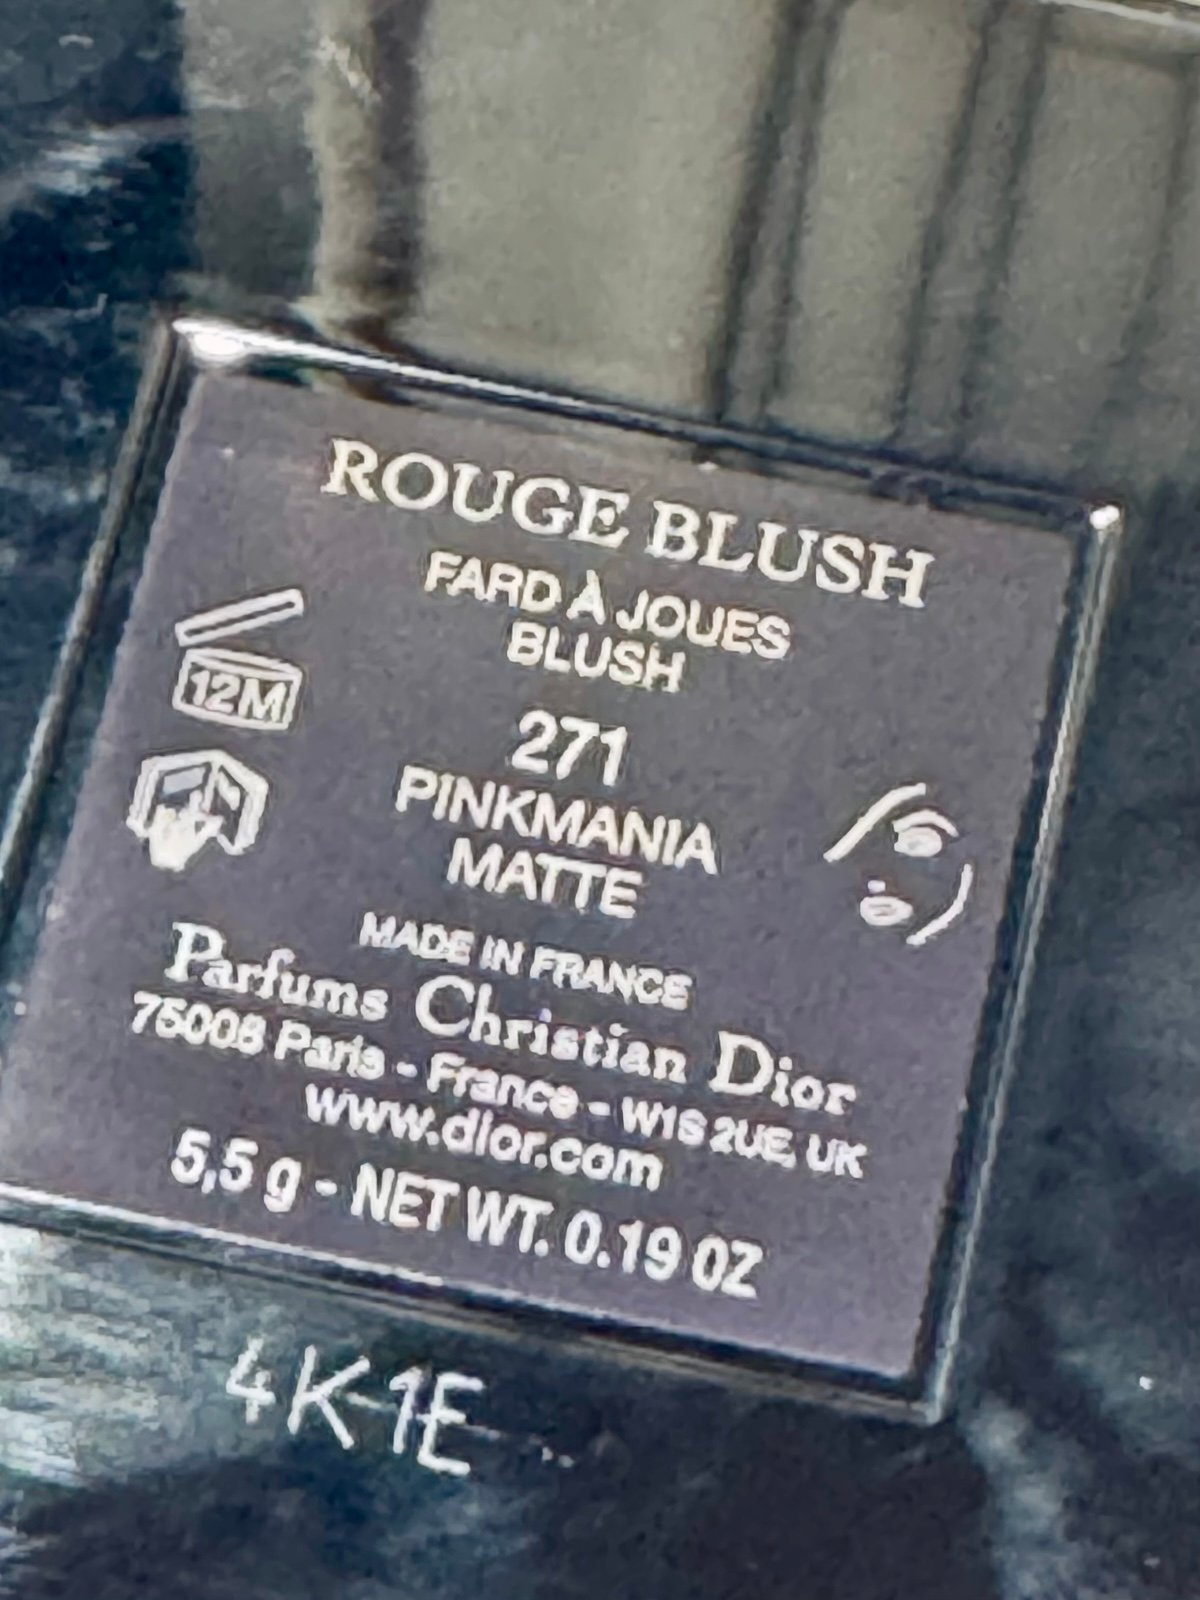 ROUGE BLUSH
FARD À JOUES
BLUSH
12M
271
PINKMANIA
MATTE
MADE IN FRANCE
Parfums Christian Dior
75008 Paris - France - W1S 2UE, UK
www.dior.com
5,5 g - NET WT. 0.19 OZ
4K1E